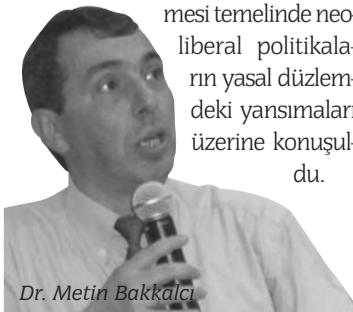 mesi temelinde neo-
liberal politikala-
rın yasal düzlem-
deki yansımaları
üzerine konuşul-
du.
Dr. Metin Bakkalcı